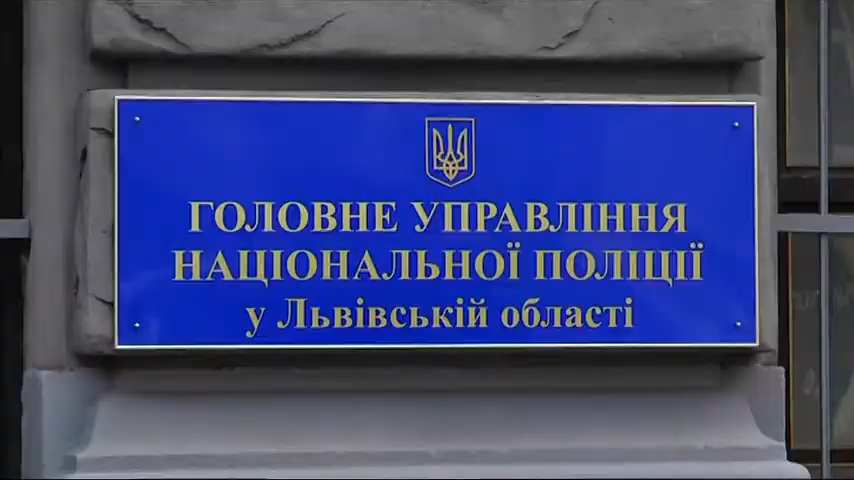 ГОЛОВНЕ УПРАВЛІННЯ
НАЦІОНАЛЬНОЇ ПОЛІЦІЇ
у Львівській області